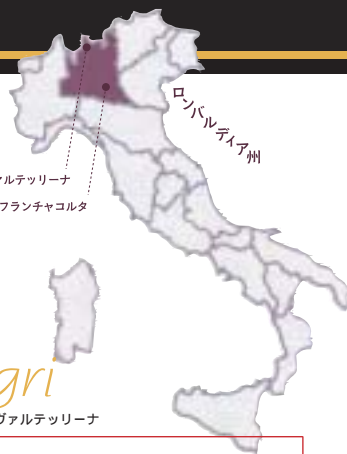 ロンバルディア州
ァルテッリーナ
フランチャコルタ
gri
ヴァルテッリーナ